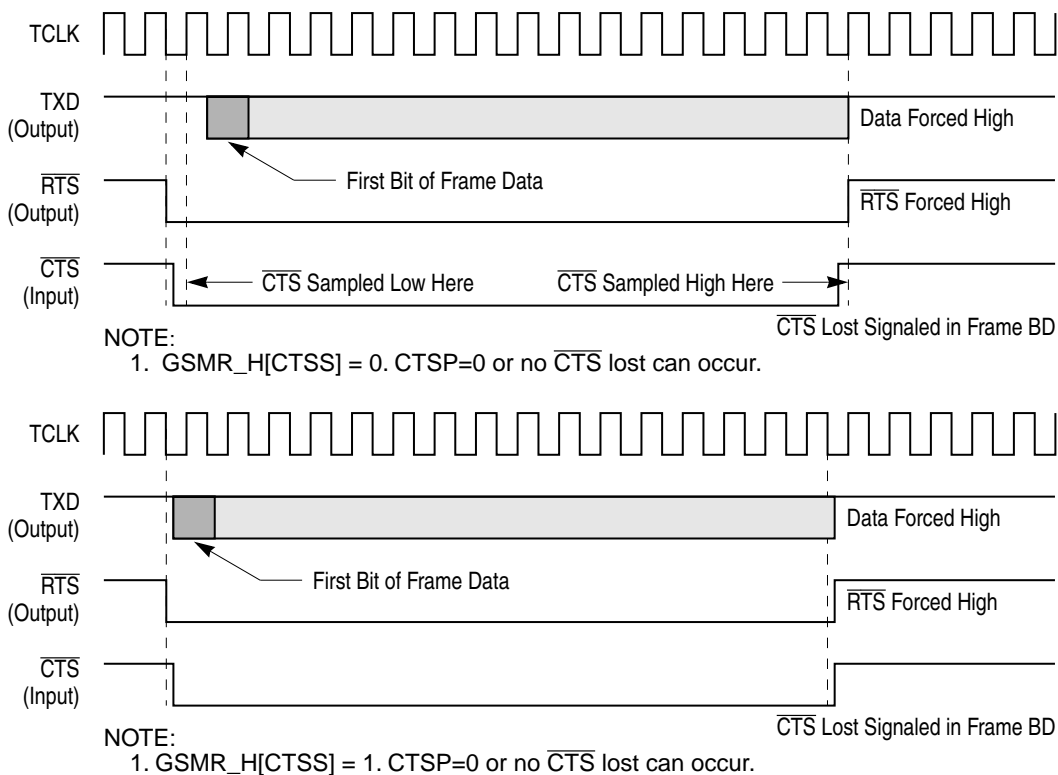 TCLK
TXD
(Output)
Data Forced High
First Bit of Frame Data
RTS
(Output)
RTS Forced High
CTS
(Input)
CTS Sampled Low Here
CTS Sampled High Here
CTS Lost Signaled in Frame BD
NOTE:
1. GSMR_H[CTSS] = 0. CTSP=0 or no CTS lost can occur.
TCLK
TXD
(Output)
Data Forced High
First Bit of Frame Data
RTS
(Output)
RTS Forced High
CTS
(Input)
CTS Lost Signaled in Frame BD
NOTE:
1. GSMR_H[CTSS] = 1. CTSP=0 or no CTS lost can occur.